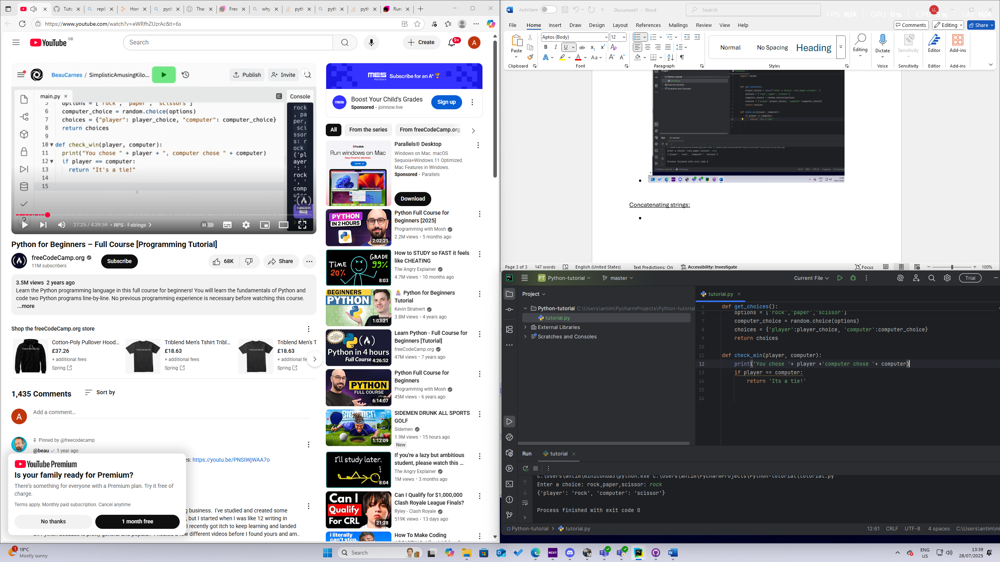 https://www.youtube.com/watch?v=eWRfhZUzrAc&t=6s
YouTube GB
Search
Create
9+
A
BeauCarnes / SimplisticAmusingKilo...
Publish
Invite
main.py
Console
5 options = ["rock", "paper", "scissors"]
6 computer_choice = random.choice(options)
7 choices = {"player": player_choice, "computer": computer_choice}
8 return choices
9
10 def check_win(player, computer):
11 print("You chose " + player + ", computer chose " + computer)
12 if player == computer:
13 return "It's a tie!"
14
15
rock
, pa
per,
sci
ssor
s: r
ock
{'pl
ayer
': '
rock
', '
comp
uter
SUBSCRIBE
27:25 / 4:39:59 • RPS - f-strings
Python for Beginners – Full Course [Programming Tutorial]
freeCodeCamp.org
11M subscribers
Subscribe
68K
Share
3.5M views 2 years ago
Learn the Python programming language in this full course for beginners! You will learn the fundamentals of Python and
code two Python programs line-by-line. No previous programming experience is necessary before watching this course.
...more
Shop the freeCodeCamp.org store
Cotton-Poly Pullover Hood...
£37.26
+ additional fees
Spring
Triblend Men's Tshirt Tribl...
£18.63
+ additional fees
Spring
Triblend Men's T
£18.63
+ additional fe
Spring
1,435 Comments
Sort by
Add a comment...
Pinned by @freecodecamp
@beau 1 year ago
es: https://youtu.be/PNSIWjWAA7o
YouTube Premium
Is your family ready for Premium?
There's something for everyone with a Premium plan. Try it free of
charge.
Terms apply. Monthly paid subscription. Cancel anytime
No thanks
1 month free
g business. I've studied and created some
, but I started when I was like 12 writing in
I recently got itch to keep learning and landed
on Python because is pretty general and popular. I floated a few different videos before I found yours and am...
MES
MyEdSpace
Subscribe for an A*
Boost Your Child's Grades
Sponsored · joinnow.live
Sign up
All
From the series
From freeCodeCamp.org
Parallels
Run windows on Mac
Easy. Powerful. Seamless.
Try free
Parallels® Desktop
Windows on Mac. macOS
Sequoia+Windows 11 Optimized.
Mac Features in Windows.
Sponsored · Parallels
Download
PYTHON
IN 2 HOURS
2:02:21
Python Full Course for
Beginners [2025]
Programming with Mosh
2.2M views · 5 months ago
TIME
20%
GRADE
99%
8:03
How to STUDY so FAST it feels
like CHEATING
The Angry Explainer
4.7M views · 10 months ago
BEGINNERS
PYTHON
1:03:21
Python for Beginners
Tutorial
Kevin Stratvert
3.8M views · 4 years ago
Python in 4 hours
Full Course
4:26:52
Learn Python - Full Course for
Beginners [Tutorial]
freeCodeCamp.org
47M views · 7 years ago
PYTHON
FULL COURSE
6:14:07
Python Full Course for
Beginners
Programming with Mosh
45M views · 6 years ago
SIDEMEN
1:12:09
SIDEMEN DRUNK ALL SPORTS
GOLF
Sidemen
1.9M views · 15 hours ago
New
I'll study later.
8:04
If you're a lazy but ambitious
student, please watch this ...
The Angry Explainer
1M views · 3 months ago
Can I
Qualify
For CRL
21:28
Can I Qualify for $1,000,000
Clash Royale League Finals?
Ryley - Clash Royale
519K views · 13 days ago
i literally
can't stop.
How To Make Coding
AutoSave
Document1 - Word
Search
LL
FPS N/A
GPU 0%
CPU 3%
LAT N/A
File Home Insert Draw Design Layout References Mailings Review View Help
Comments
Editing
Share
Paste
Aptos (Body)
12
Normal
No Spacing
Heading
Editing
Dictate
Sensitivity
Editor
Add-ins
Clipboard
Font
Paragraph
Styles
Voice
Sensitivity
Editor
Add-ins
Concatenating strings:
Page 3 of 3
147 words
English (United States)
Text Predictions: On
Accessibility: Investigate
Focus
100%
PC
PT Python-tutorial
master
Current File
Trial
Project
Python-tutorial C:\Users\antim\PycharmProjects\Python-tutorial
tutorial.py
External Libraries
Scratches and Consoles
tutorial.py
4 def get_choices():
6 options = ['rock','paper','scissor']
7 computer_choice = random.choice(options)
8 choices = {'player':player_choice, 'computer':computer_choice}
9 return choices
10
11 def check_win(player, computer):
12 print('You chose '+ player +'computer chose '+ computer)
13 if player == computer:
14 return 'Its a tie!'
15
16
Run
tutorial
C:\Users\antim\miniconda3\python.exe C:\Users\antim\PycharmProjects\Python-tutorial\tutorial.py
Enter a choice: rock,paper,scissor: rock
{'player': 'rock', 'computer': 'scissor'}
Process finished with exit code 0
Python-tutorial
tutorial.py
12:61
CRLF
UTF-8
4 spaces
C:\Users\antim\mi
1
19°C
Mostly sunny
Search
NZXT
ENG
US
13:39
28/07/2025